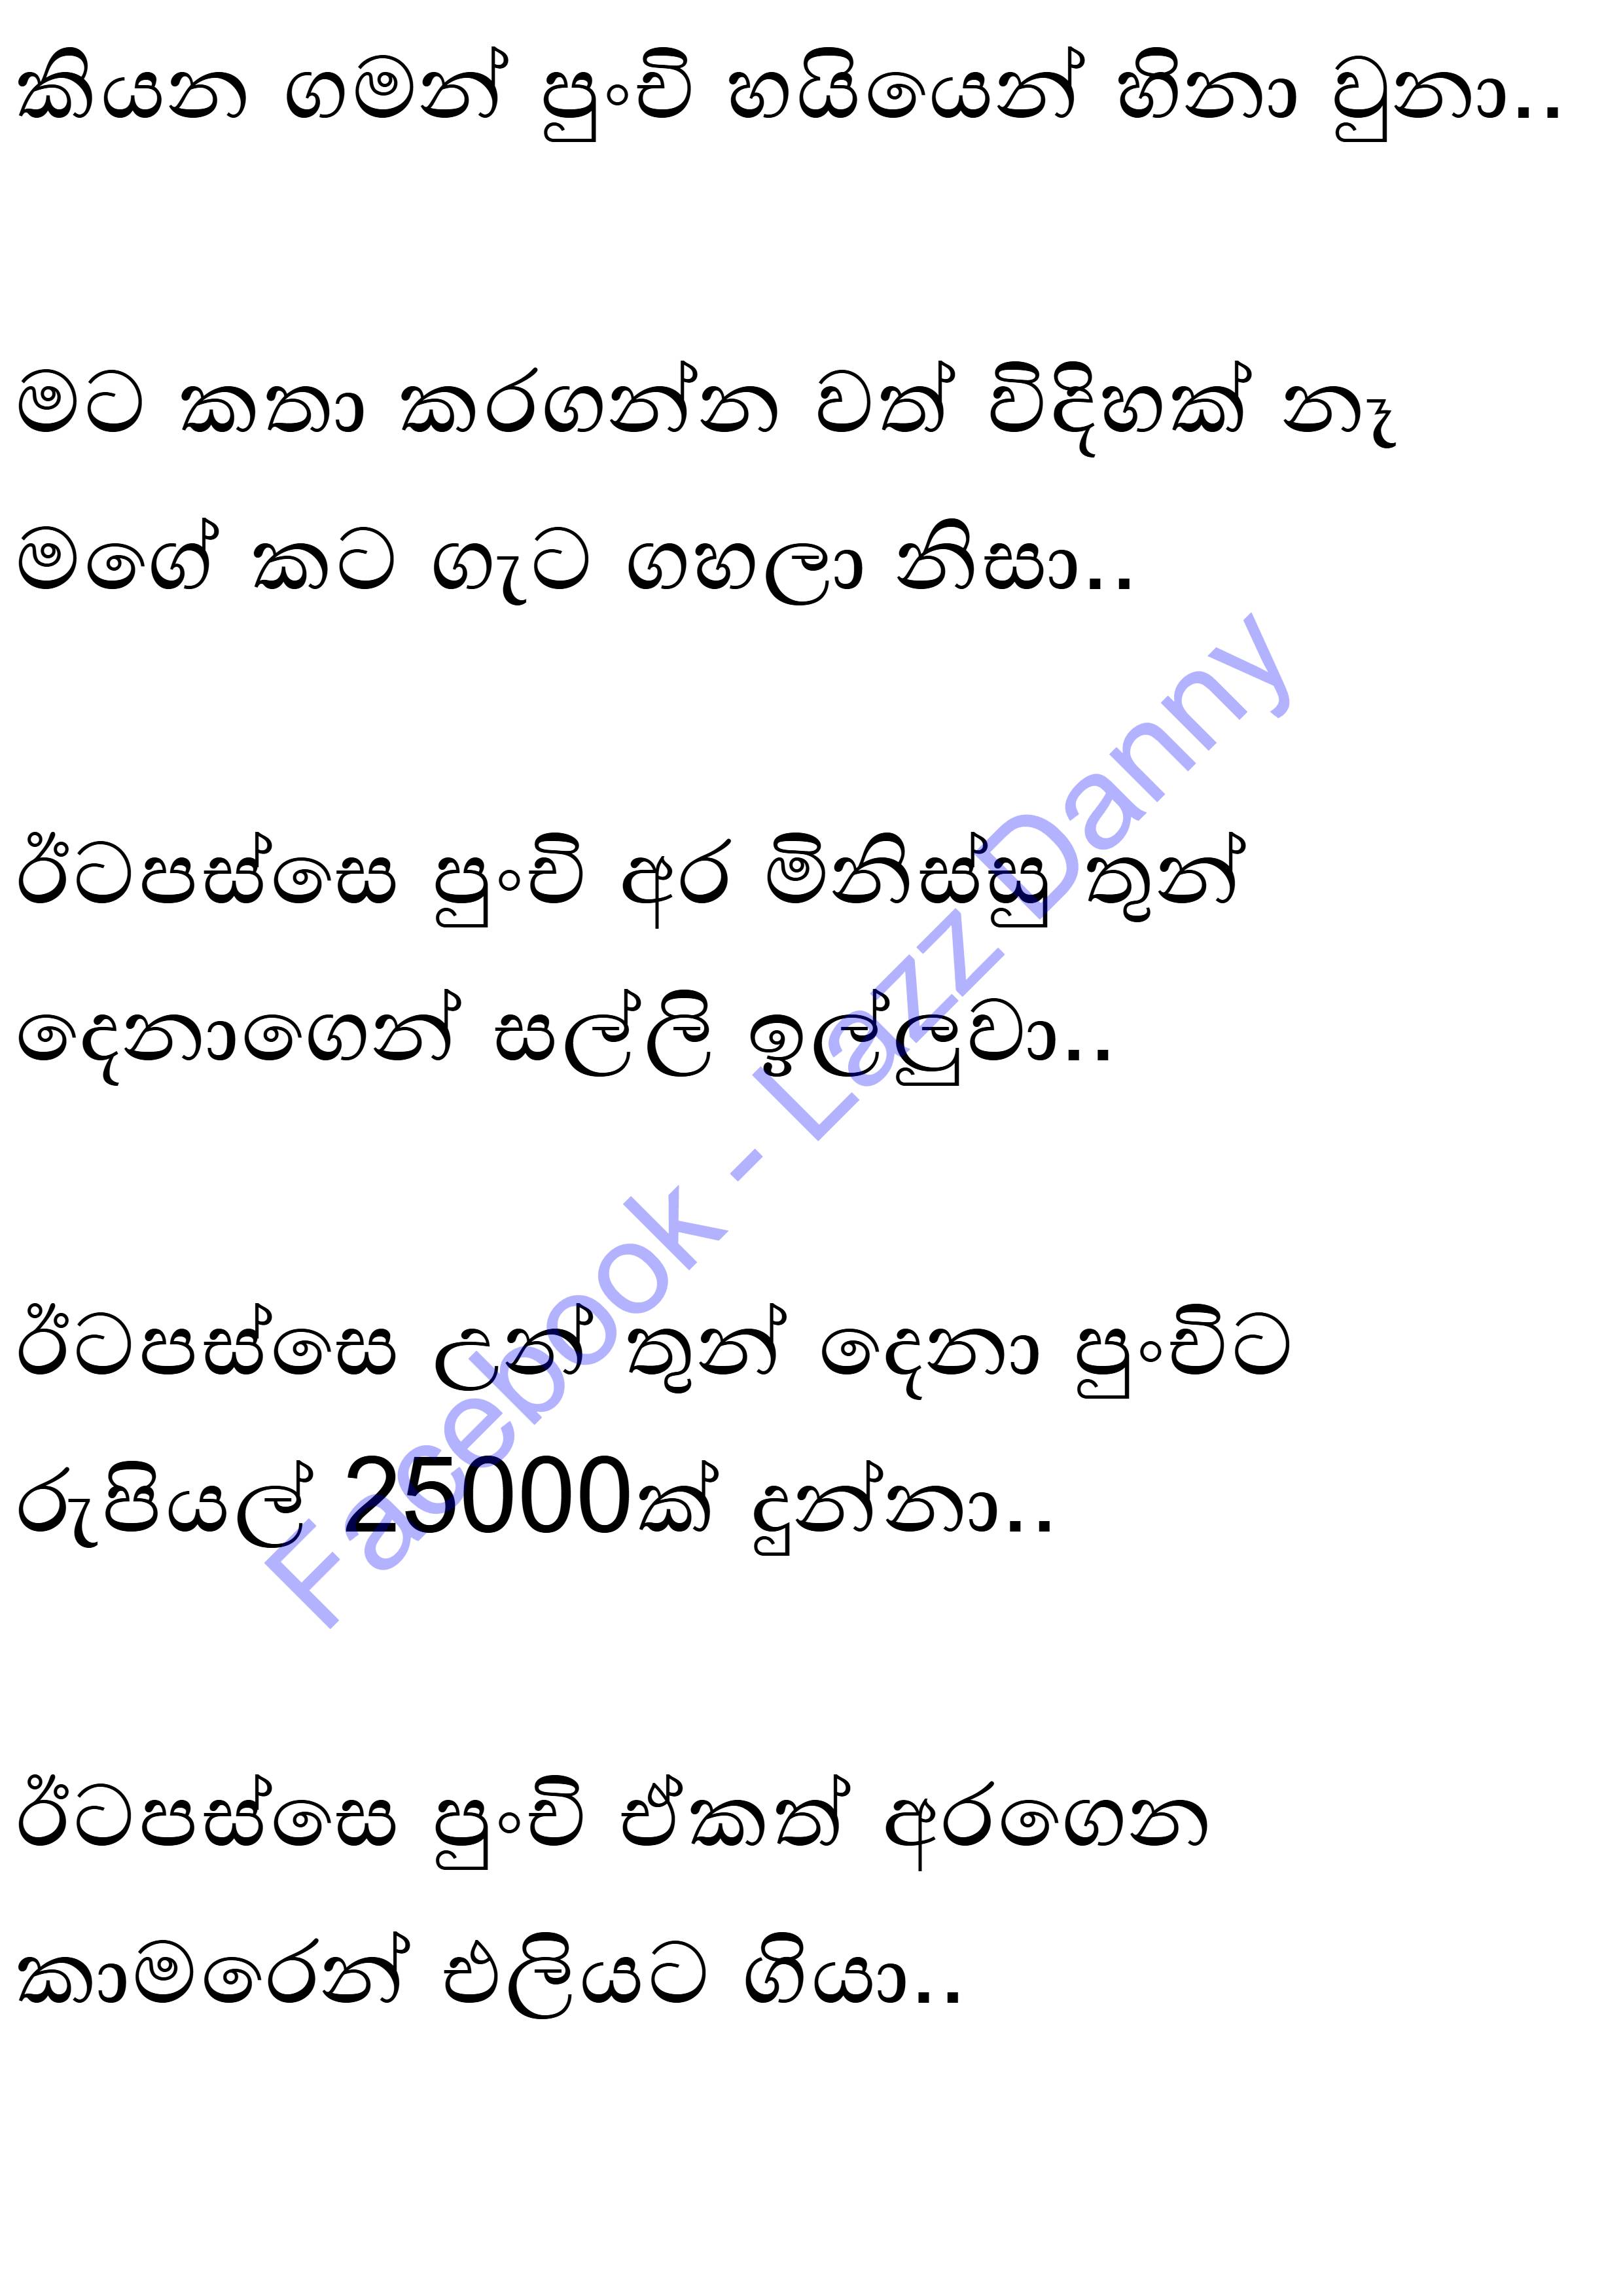 කියන ගමන් පුංචි හයියෙන් හිනා වුනා..
මට කතා කරගන්න වත් විදිහක් නෑ
මගේ කට ගැට ගහලා නිසා..
ඊටපස්සෙ පුංචි අර මිනිස්සු තුන්
දෙනාගෙන් සල්ලි ඉල්ලුවා..
ඊටපස්සෙ උන් තුන් දෙනා පුංචිට
රුපියල් 25000ක් දුන්නා..
ඊටපස්සෙ පුංචි ඒකත් අරගෙන
කාමරෙන් එලියට ගියා..
Facebook - Lazz Danny